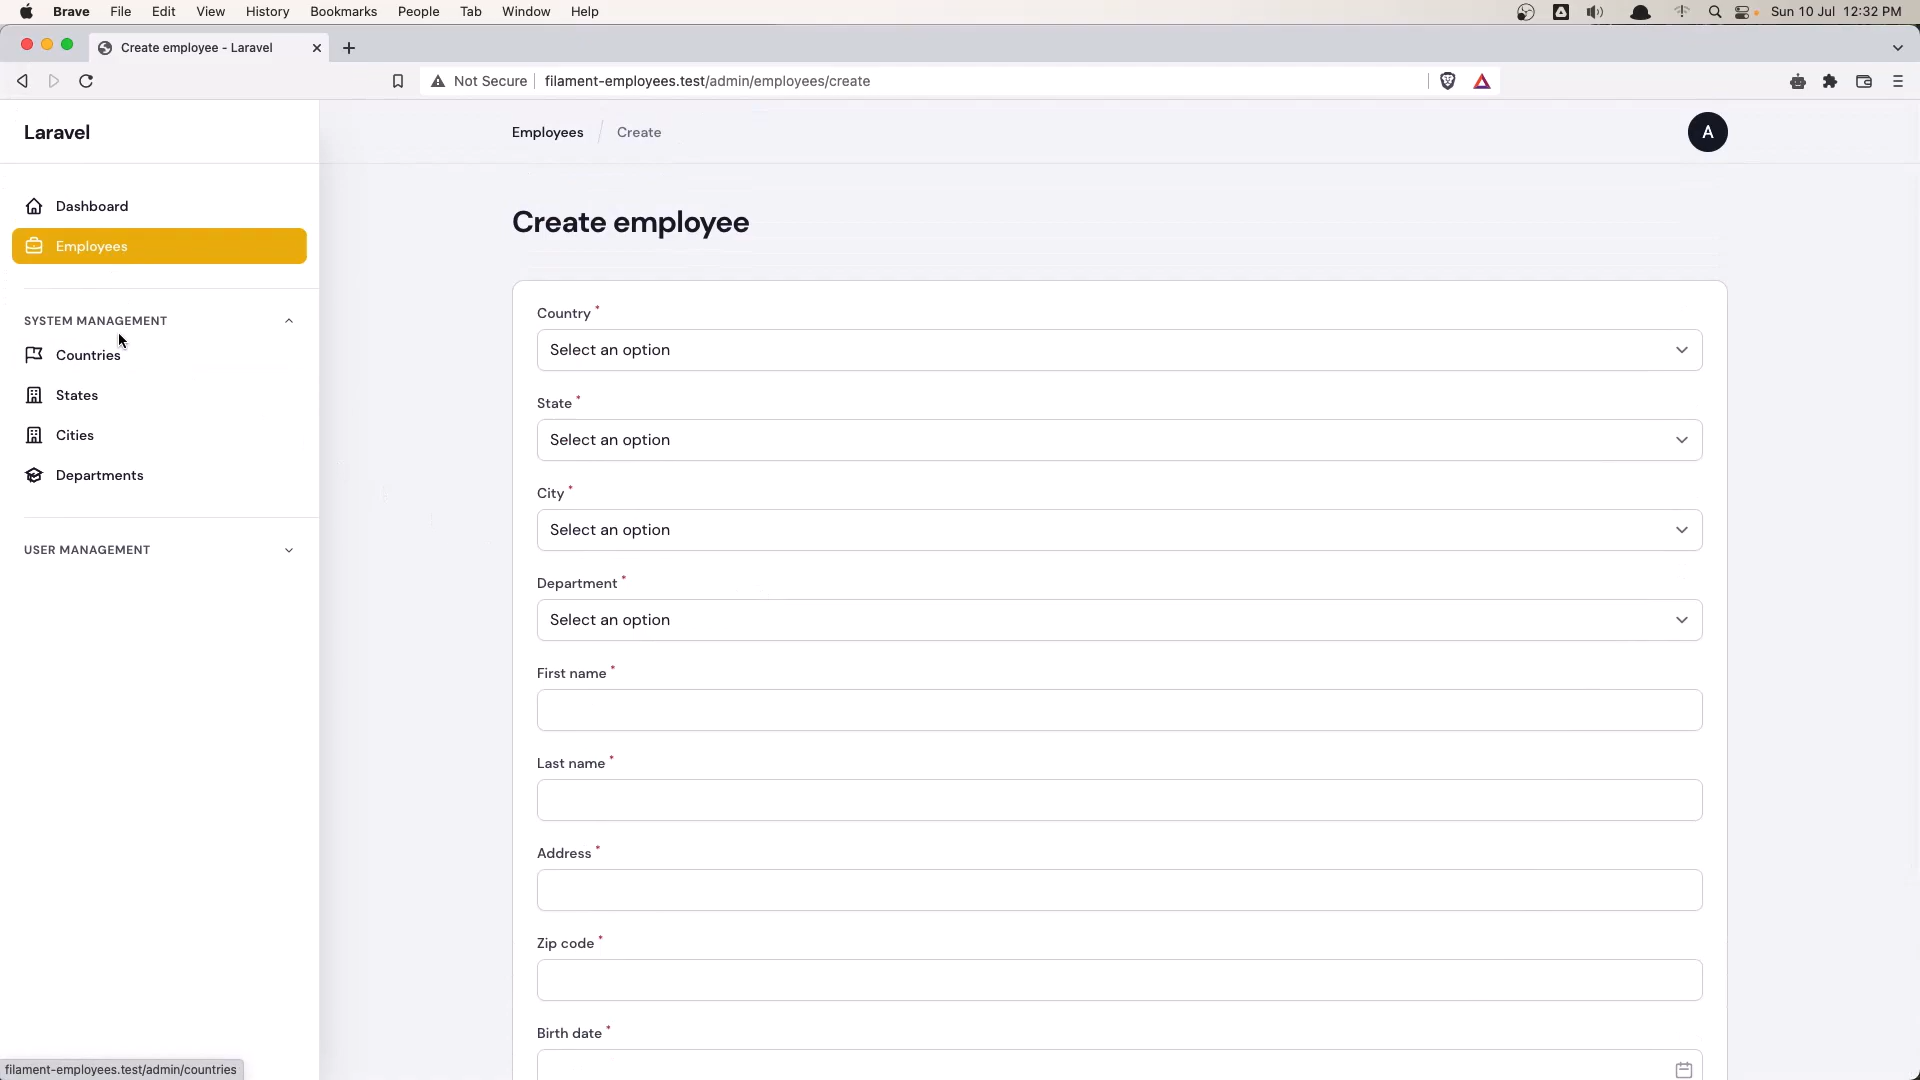 Brave File Edit View History Bookmarks People Tab Window Help Sun 10 Jul 12:32 PM
Create employee - Laravel
Not Secure filament-employees.test/admin/employees/create
Laravel
Employees / Create
A
Dashboard
Employees
SYSTEM MANAGEMENT
Countries
States
Cities
Departments
USER MANAGEMENT
Create employee
Country *
Select an option
State *
Select an option
City *
Select an option
Department *
Select an option
First name *
Last name *
Address *
Zip code *
Birth date *
filament-employees.test/admin/countries